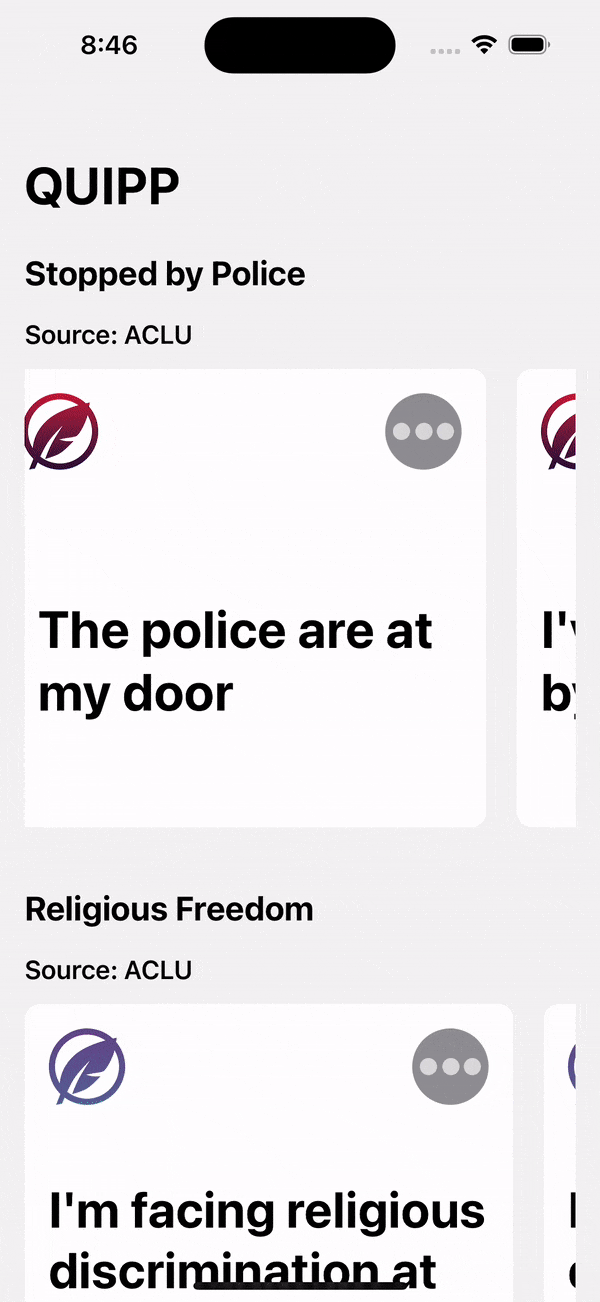 8:46
QUIPP
Stopped by Police
Source: ACLU
The police are at
my door
Religious Freedom
Source: ACLU
I'm facing religious
discrimination at